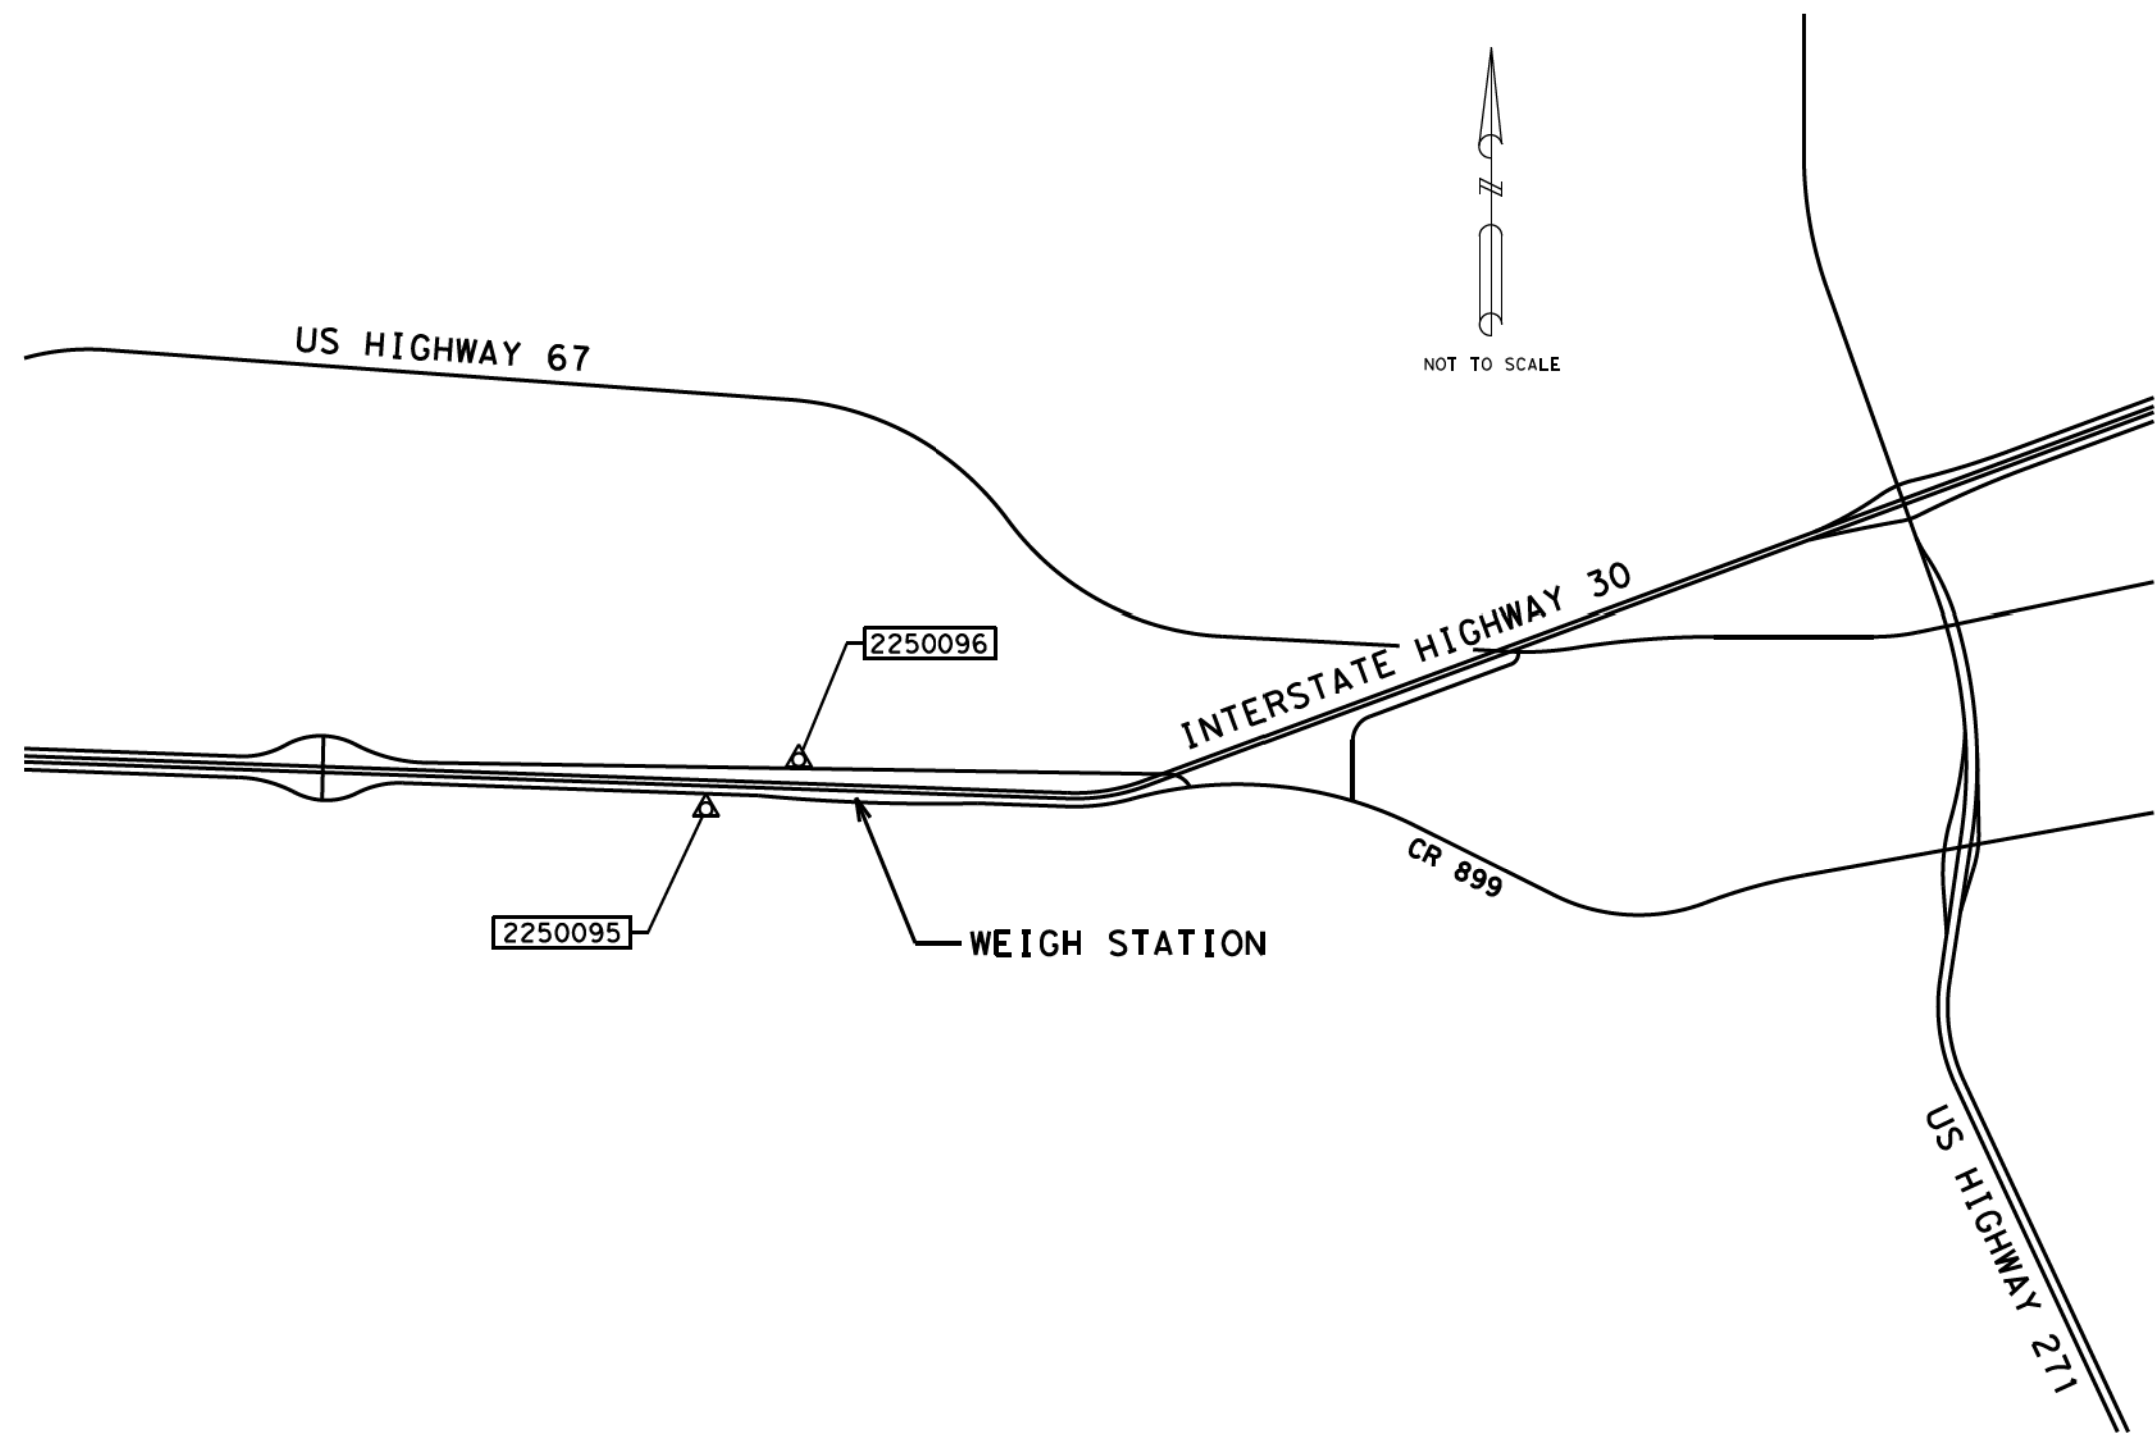 N
NOT TO SCALE
US HIGHWAY 67
INTERSTATE HIGHWAY 30
2250096
CR 899
2250095
WEIGH STATION
US HIGHWAY 271